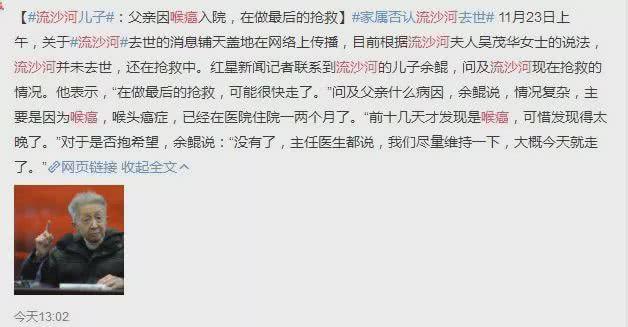 【#流沙河儿子#：父亲因喉癌入院，在做最后的抢救】#家属否认流沙河去世# 11月23日上
午，关于#流沙河#去世的消息铺天盖地在网络上传播，目前根据流沙河夫人吴茂华女士的说法，
流沙河并未去世，还在抢救中。红星新闻记者联系到流沙河的儿子余鲲，问及流沙河现在抢救的
情况。他表示，“在做最后的抢救，可能很快走了。”问及父亲什么病因，余鲲说，情况复杂，主
要是因为喉癌，喉头癌症，已经在医院住院一两个月了。“前十几天才发现是喉癌，可惜发现得太
晚了。”对于是否抱希望，余鲲说：“没有了，主任医生都说，我们尽量维持一下，大概今天就走
了。”网页链接 收起全文
今天13:02